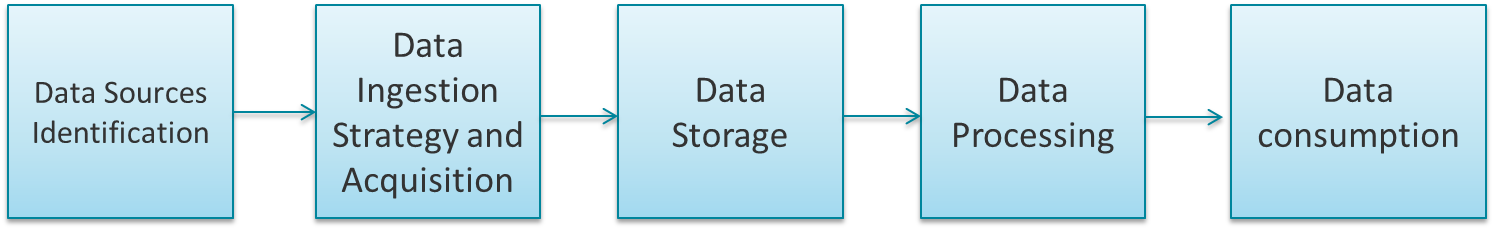 Data Sources
Identification
Data
Ingestion
Strategy and
Acquisition
Data
Storage
Data
Processing
Data
consumption